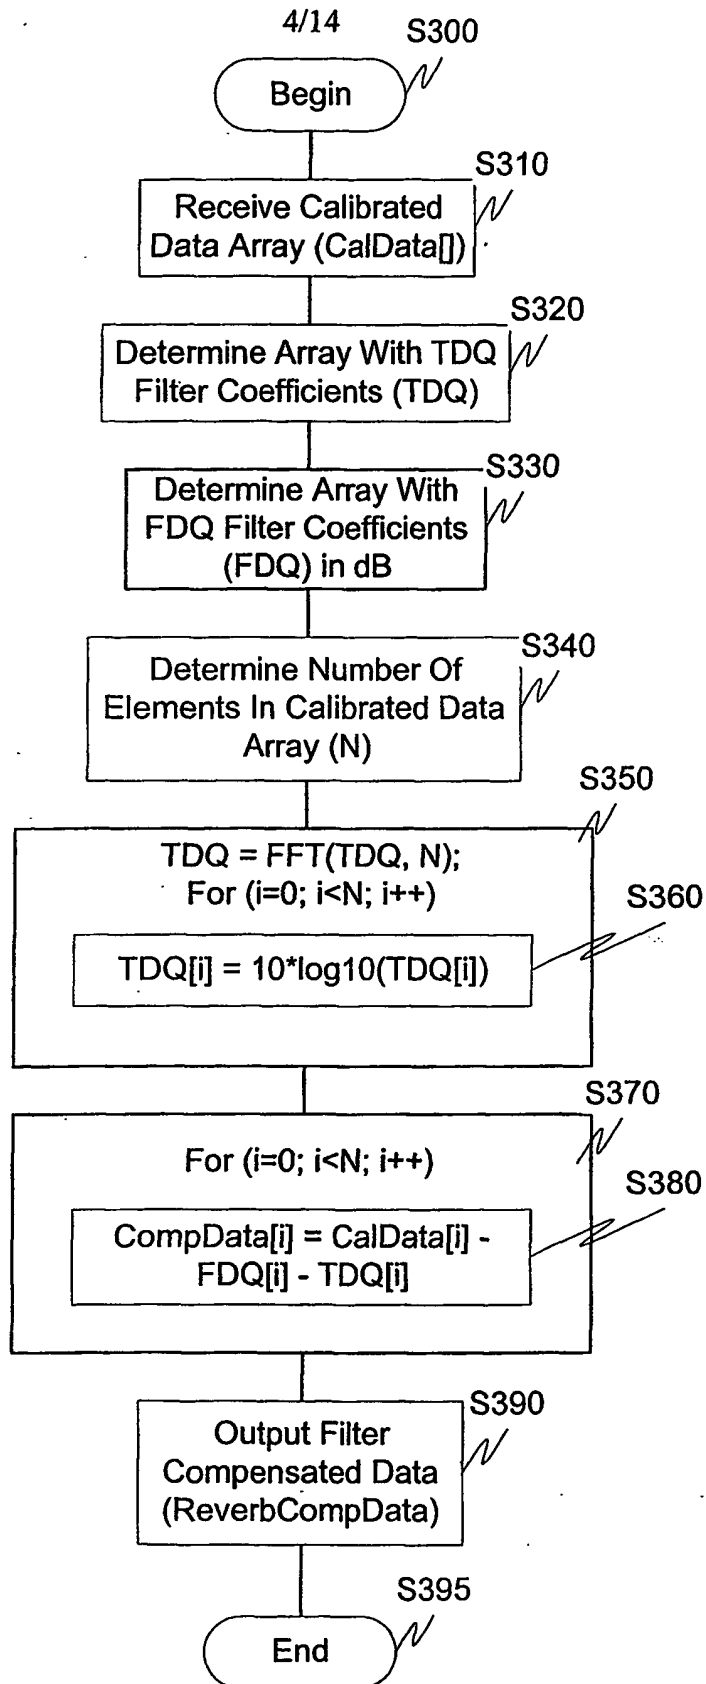 4/14
S300
Begin
S310
Receive Calibrated
Data Array (CalData[])
S320
Determine Array With TDQ
Filter Coefficients (TDQ)
S330
Determine Array With
FDQ Filter Coefficients
(FDQ) in dB
S340
Determine Number Of
Elements In Calibrated Data
Array (N)
S350
TDQ = FFT(TDQ, N);
For (i=0; i<N; i++)
S360
TDQ[i] = 10*log10(TDQ[i])
S370
For (i=0; i<N; i++)
S380
CompData[i] = CalData[i] -
FDQ[i] - TDQ[i]
S390
Output Filter
Compensated Data
(ReverbCompData)
S395
End